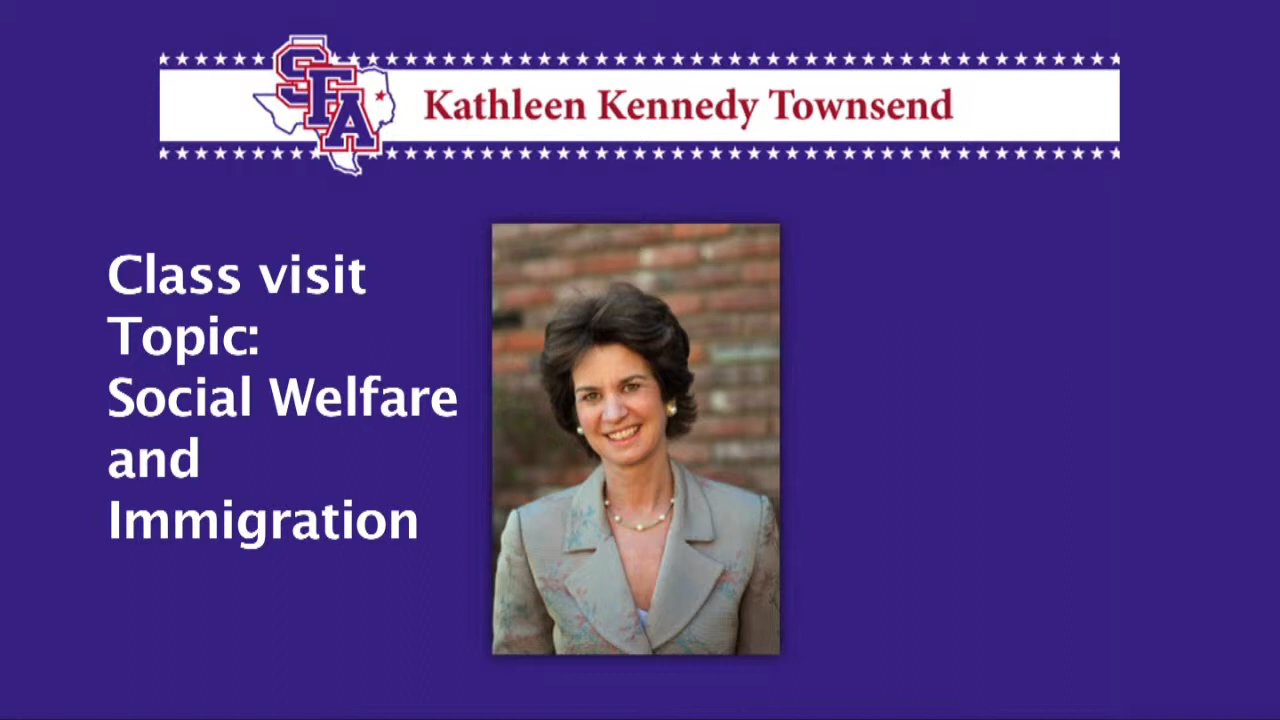 SFA
Kathleen Kennedy Townsend
Class visit
Topic:
Social Welfare
and
Immigration